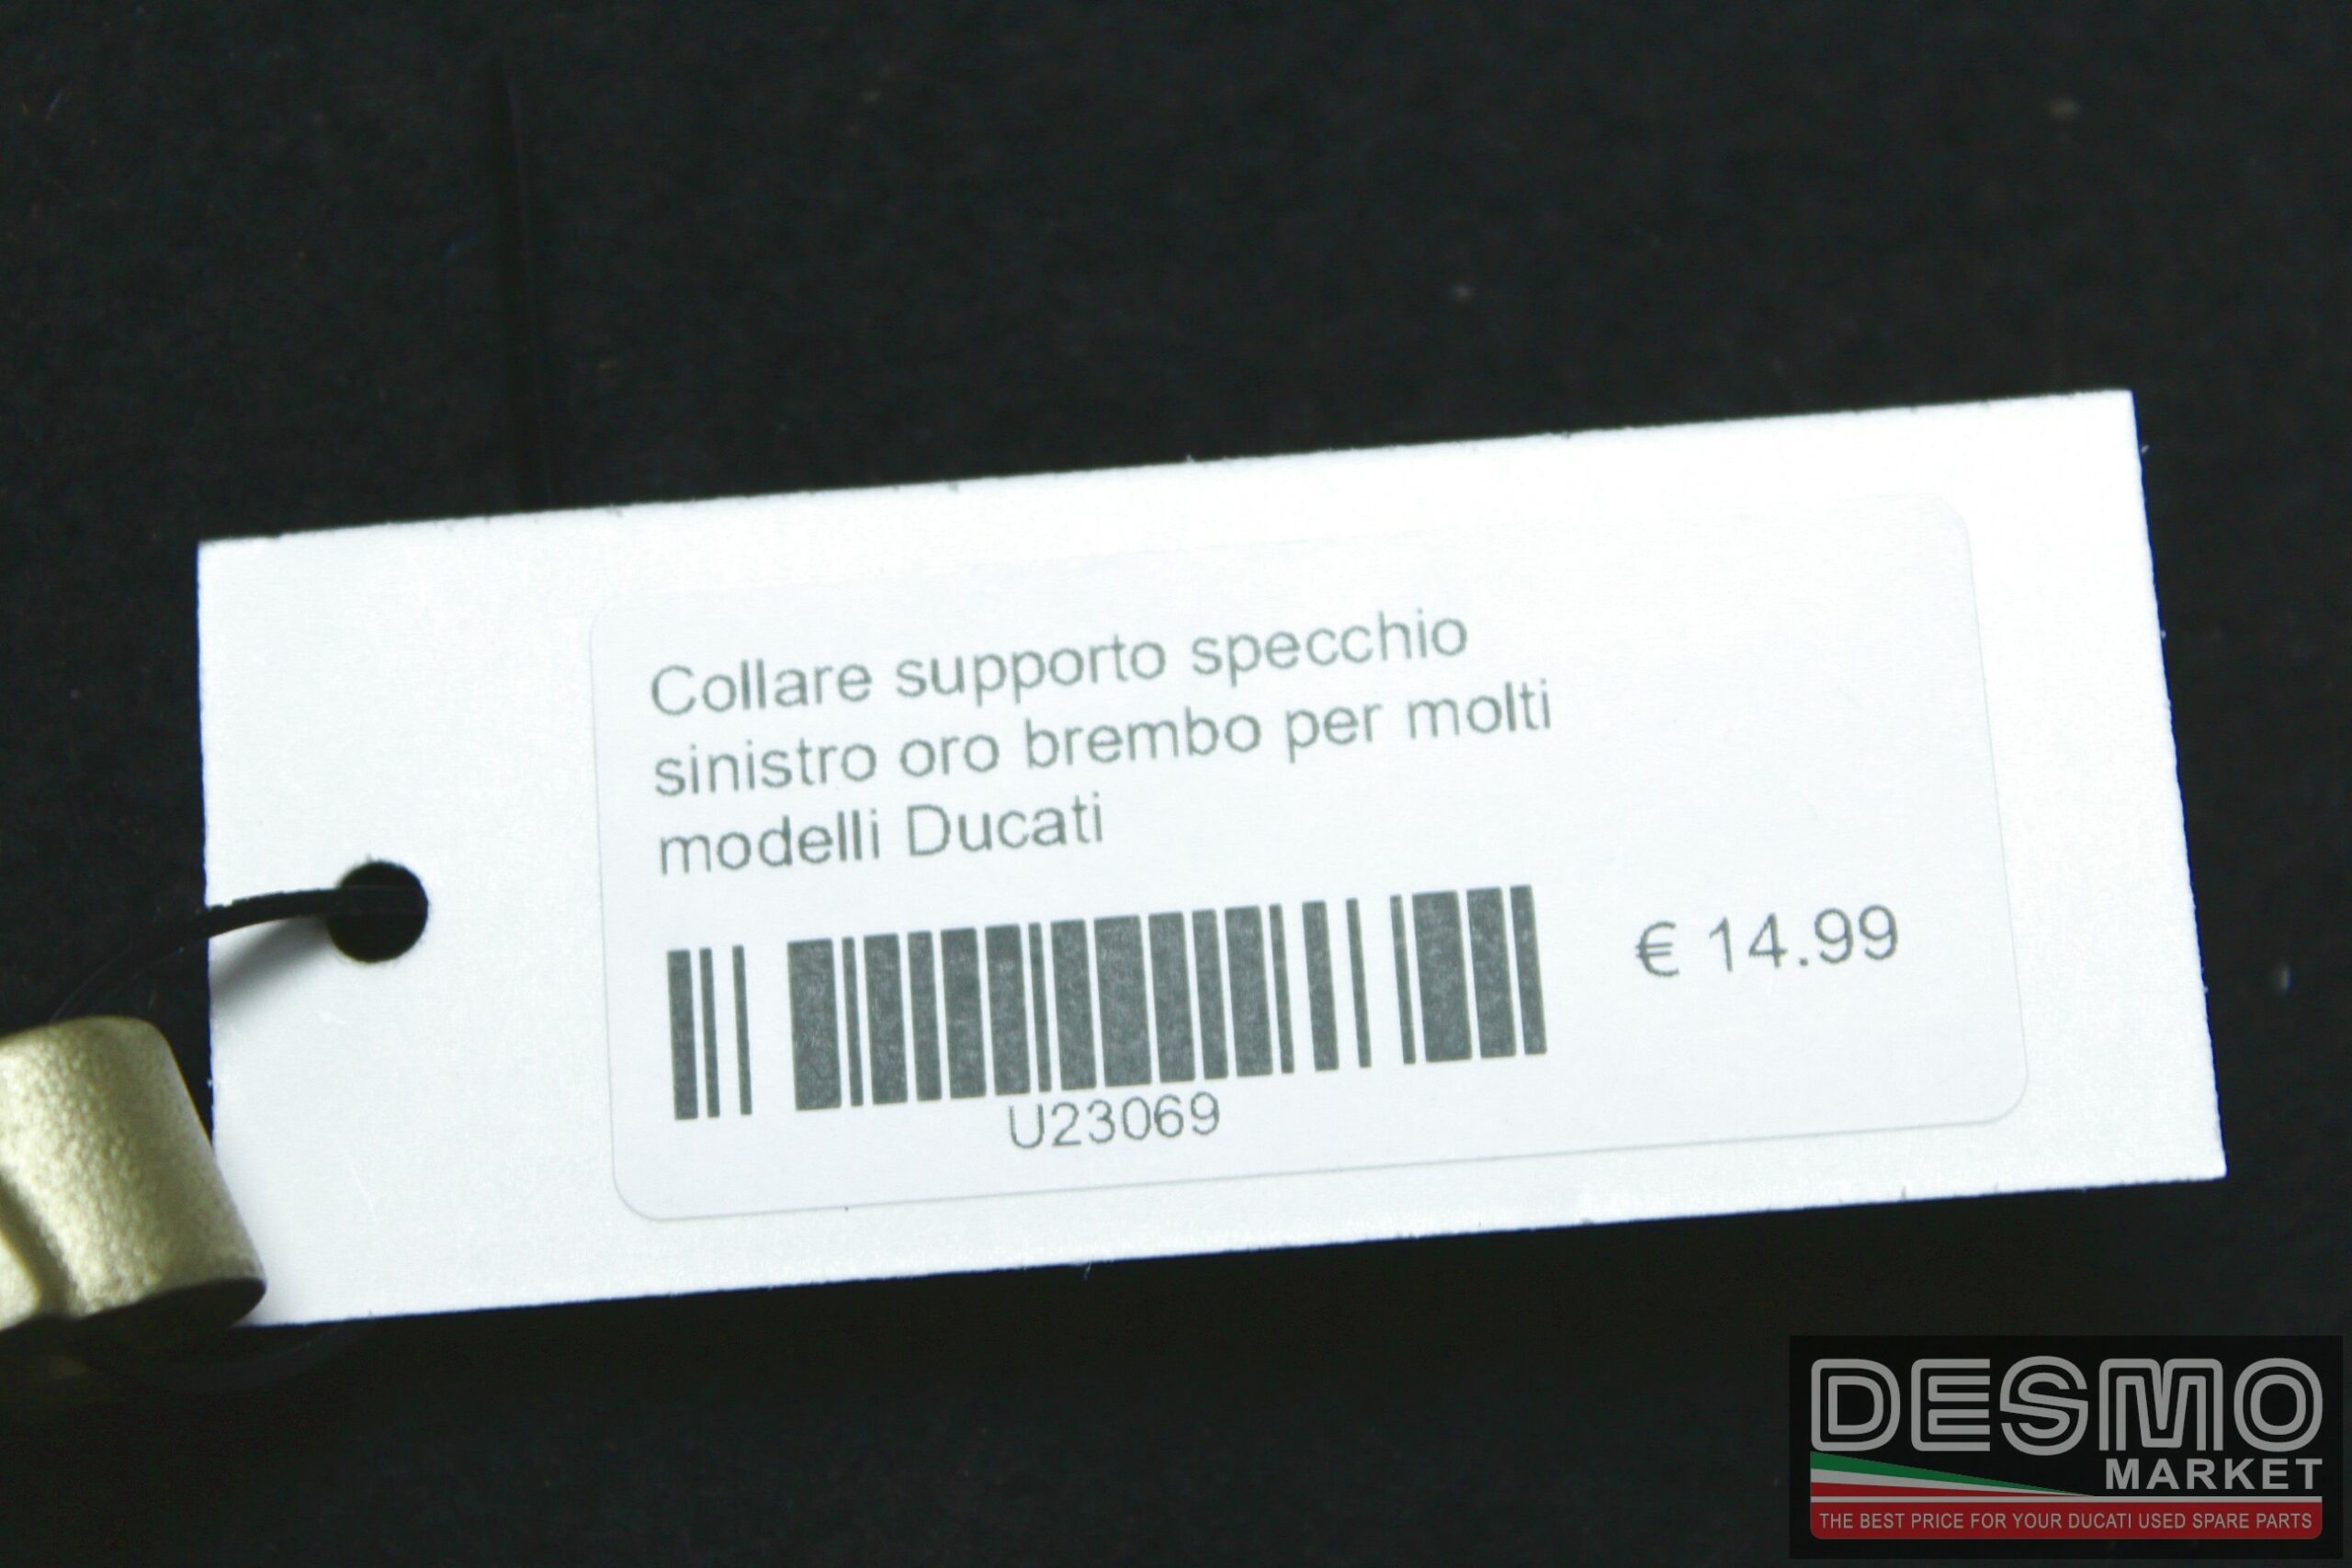 Collare supporto specchio
sinistro oro brembo per molti
modelli Ducati
€ 14.99
U23069
DESMO
MARKET
THE BEST PRICE FOR YOUR DUCATI USED SPARE PARTS